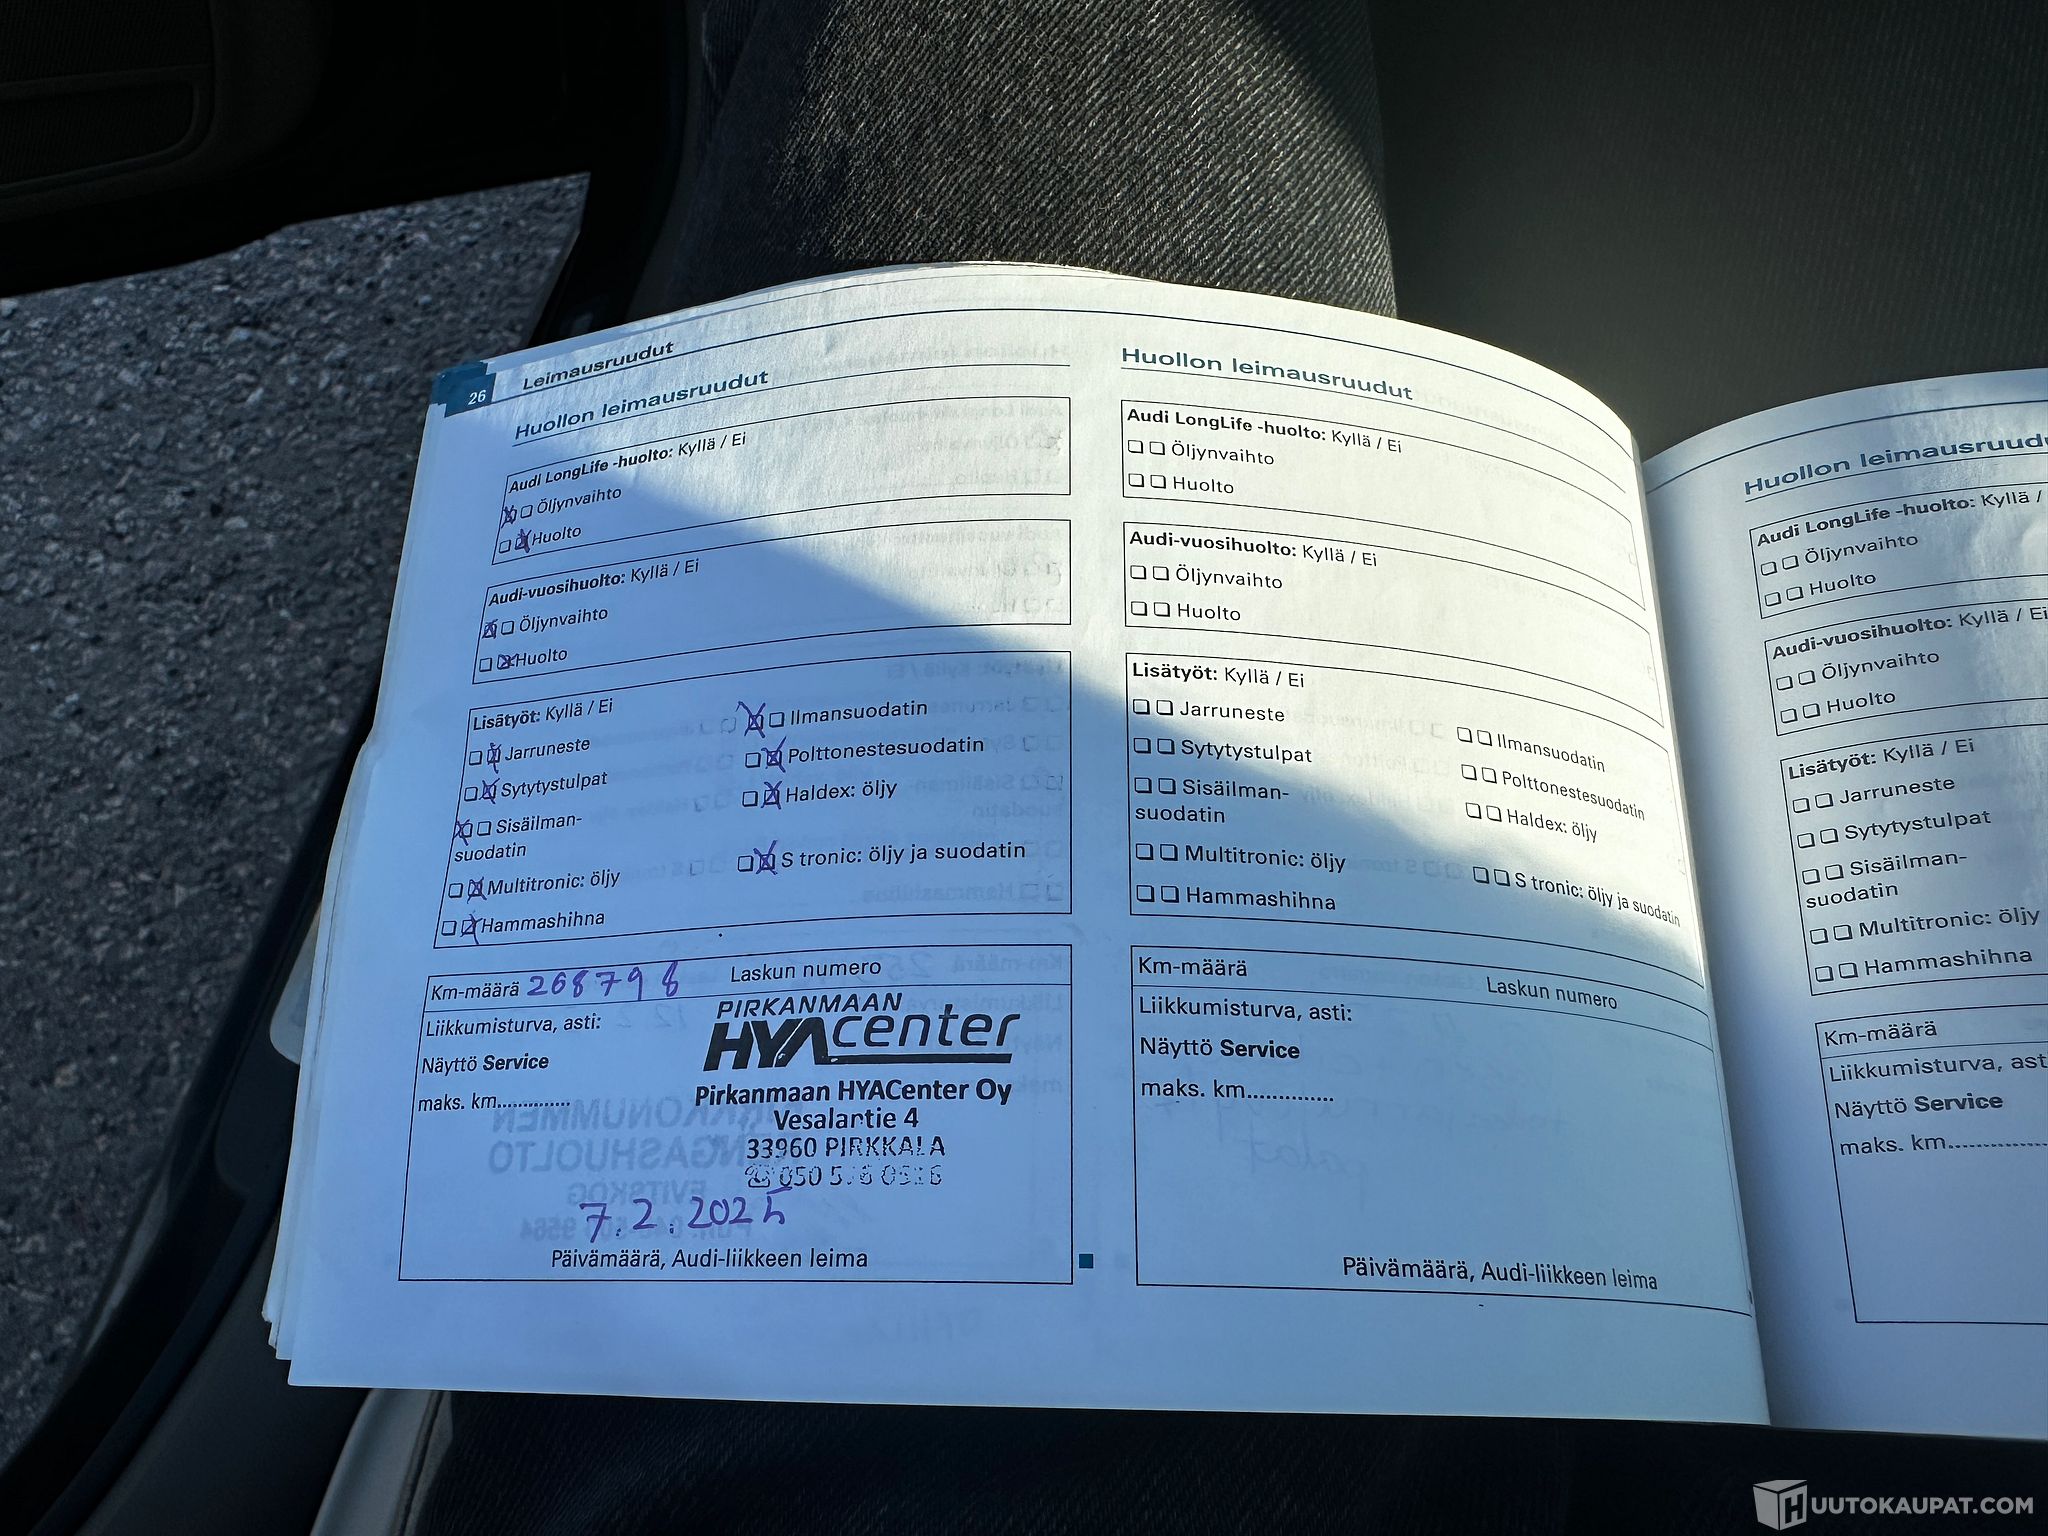 26
Leimausruudut
Huollon leimausruudut
Audi LongLife -huolto: Kyllä / Ei
Öljynvaihto
Huolto
Audi-vuosihuolto: Kyllä / Ei
Öljynvaihto
Huolto
Lisätyöt: Kyllä / Ei
Jarruneste
Ilmansuodatin
Sytytystulpat
Polttonestesuodatin
Sisäilman-
suodatin
Haldex: öljy
Multitronic: öljy
S tronic: öljy ja suodatin
Hammashihna
Km-määrä 268798
Laskun numero
Liikkumisturva, asti:
Näyttö Service
maks. km..............
PIRKANMAAN
HYAcenter
Pirkanmaan HYACenter Oy
Vesalantie 4
33960 PIRKKALA
7.2.2025
Päivämäärä, Audi-liikkeen leima
Huollon leimausruudut
Audi LongLife -huolto: Kyllä / Ei
Öljynvaihto
Huolto
Audi-vuosihuolto: Kyllä / Ei
Öljynvaihto
Huolto
Lisätyöt: Kyllä / Ei
Jarruneste
Ilmansuodatin
Sytytystulpat
Polttonestesuodatin
Sisäilman-
suodatin
Haldex: öljy
Multitronic: öljy
S tronic: öljy ja suodatin
Hammashihna
Km-määrä
Laskun numero
Liikkumisturva, asti:
Näyttö Service
maks. km..............
Päivämäärä, Audi-liikkeen leima
Huollon leimausruud
Audi LongLife -huolto: Kyllä /
Öljynvaihto
Huolto
Audi-vuosihuolto: Kyllä / Ei
Öljynvaihto
Huolto
Lisätyöt: Kyllä / Ei
Jarruneste
Sytytystulpat
Sisäilman-
suodatin
Multitronic: öljy
Hammashihna
Km-määrä
Liikkumisturva, ast
Näyttö Service
maks. km..............
HUUTOKAUPAT.COM